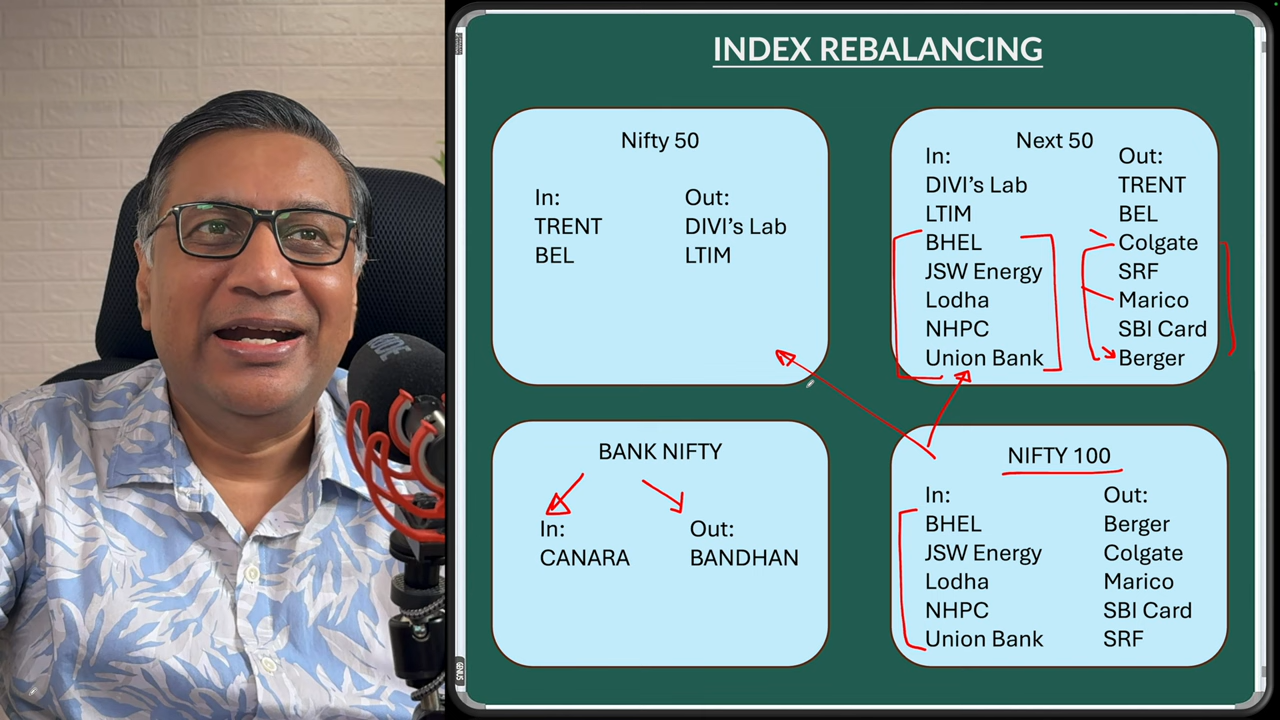 INDEX REBALANCING
Nifty 50
In:
Out:
TRENT
DIVI's Lab
BEL
LTIM
Next 50
In:
Out:
DIVI's Lab
TRENT
LTIM
BEL
BHEL
Colgate
JSW Energy
SRF
Lodha
Marico
NHPC
SBI Card
Union Bank
Berger
BANK NIFTY
In:
Out:
CANARA
BANDHAN
NIFTY 100
In:
Out:
BHEL
Berger
JSW Energy
Colgate
Lodha
Marico
NHPC
SBI Card
Union Bank
SRF